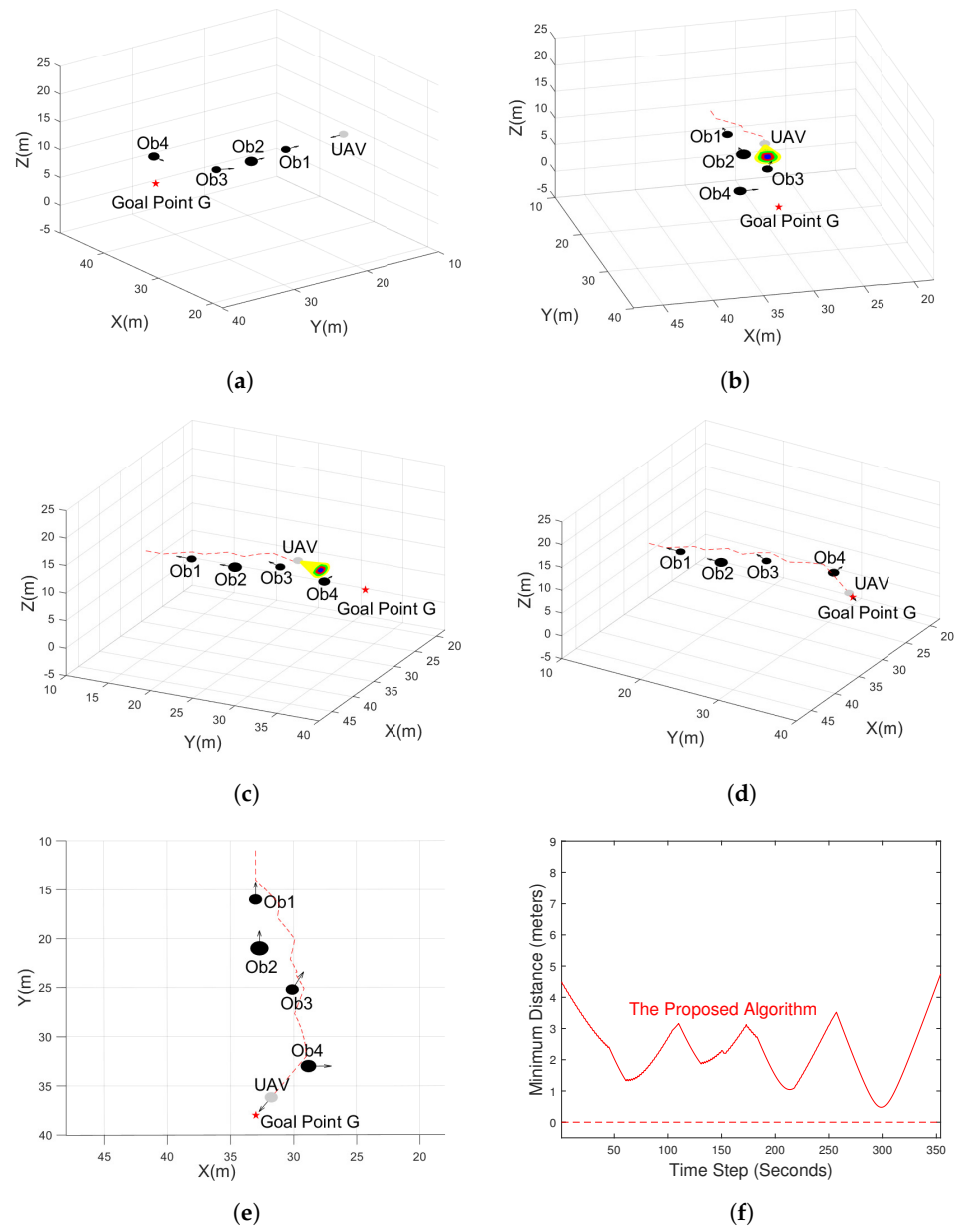 25
20
15
10
5
0
-5
Z(m)
Ob4
Ob2
Ob1
UAV
Ob3
Goal Point G
40
30
20
X(m)
40
30
20
10
Y(m)
(a)
25
20
15
10
5
0
-5
Z(m)
Ob1
UAV
Ob2
Ob3
Ob4
Goal Point G
10
20
30
40
Y(m)
45
40
35
30
25
20
X(m)
(b)
25
20
15
10
5
0
-5
Z(m)
UAV
Ob1
Ob2
Ob3
Ob4
Goal Point G
10
15
20
25
30
35
40
Y(m)
45
40
35
30
25
20
X(m)
(c)
25
20
15
10
5
0
-5
Z(m)
Ob4
Ob1
Ob2
Ob3
UAV
Goal Point G
10
20
30
40
Y(m)
45
40
35
30
25
20
X(m)
(d)
10
15
20
25
30
35
40
Y(m)
Ob1
Ob2
Ob3
Ob4
UAV
Goal Point G
45
40
35
30
25
20
X(m)
(e)
9
8
7
6
5
4
3
2
1
0
Minimum Distance (meters)
The Proposed Algorithm
50
100
150
200
250
300
350
Time Step (Seconds)
(f)